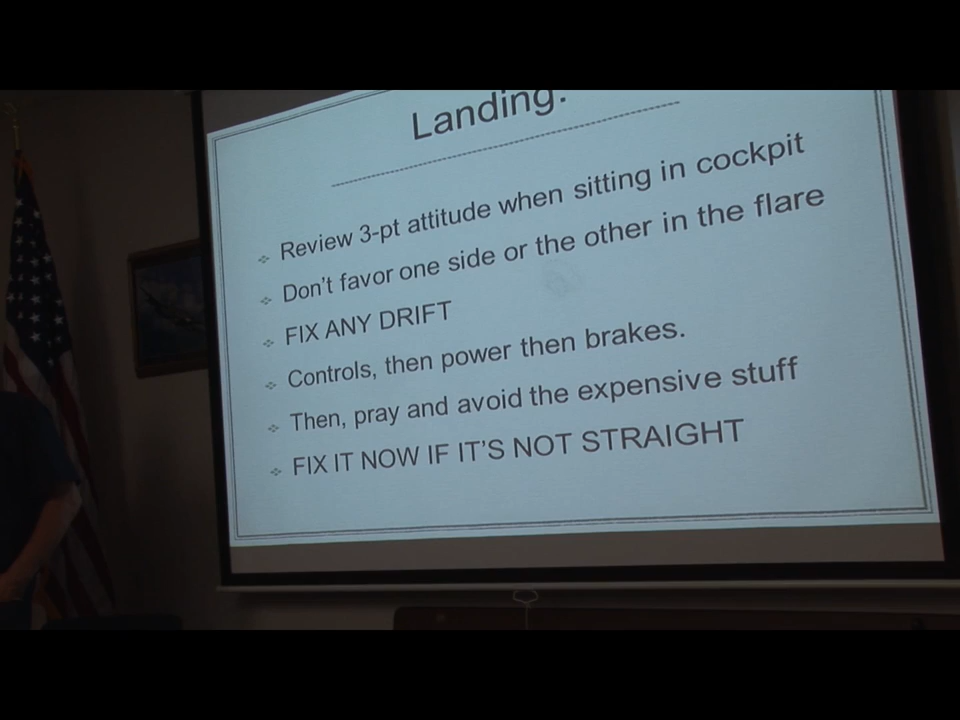 Landing.
Review 3-pt attitude when sitting in cockpit
Don't favor one side or the other in the flare
FIX ANY DRIFT
Controls, then power then brakes.
Then, pray and avoid the expensive stuff
FIX IT NOW IF IT'S NOT STRAIGHT